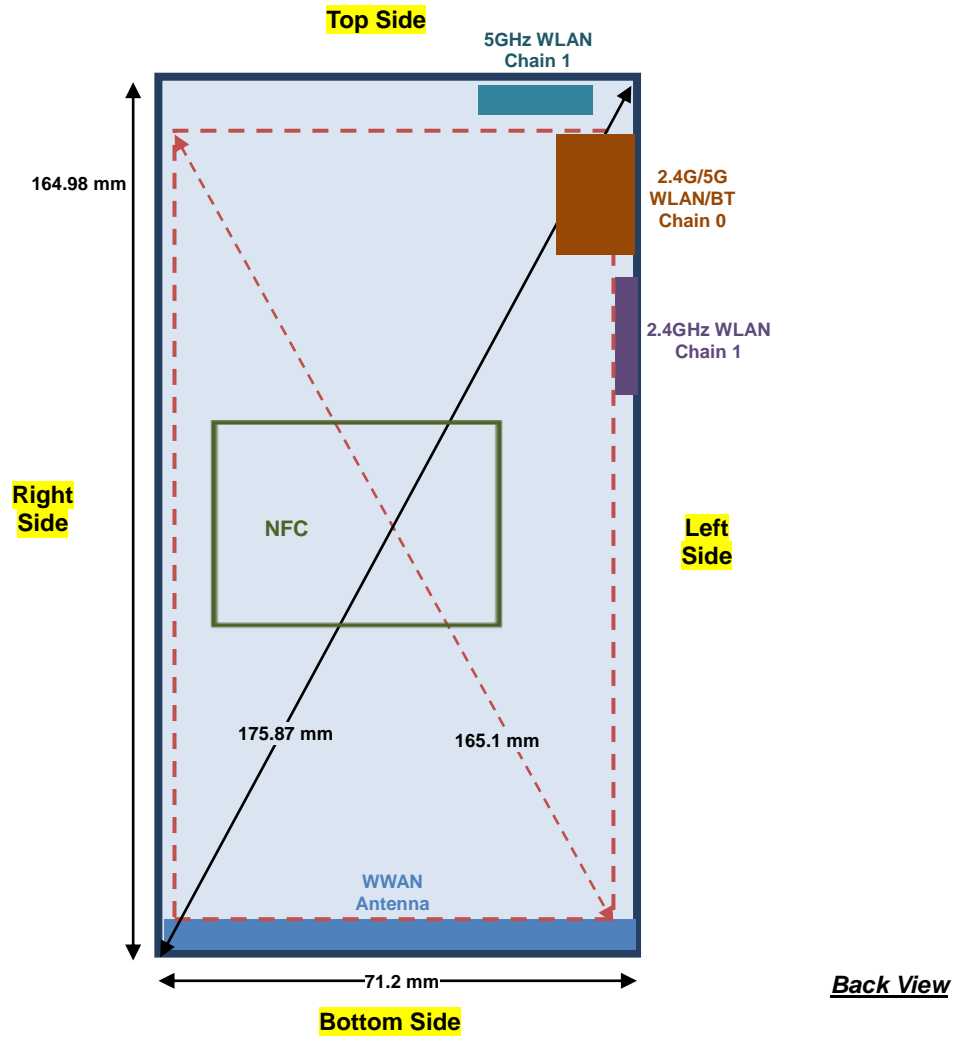 Top Side
5GHz WLAN
Chain 1
164.98 mm
2.4G/5G
WLAN/BT
Chain 0
2.4GHz WLAN
Chain 1
Right
Side
NFC
Left
Side
175.87 mm
165.1 mm
WWAN
Antenna
71.2 mm
Back View
Bottom Side